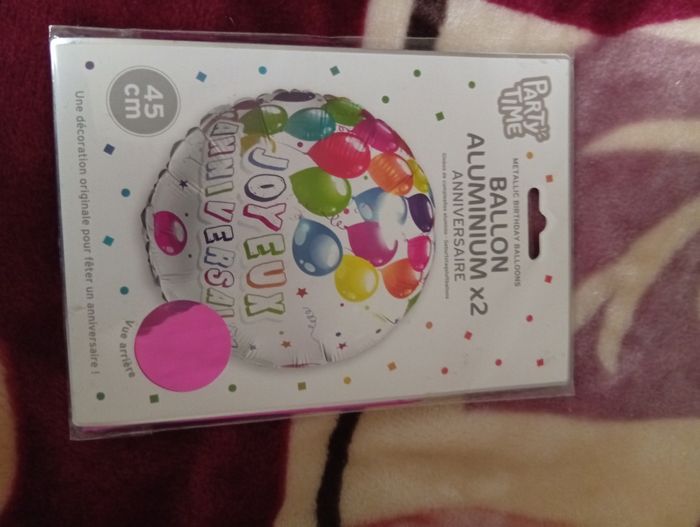 PARTY'S
TIME
METALLIC BIRTHDAY BALLOONS
BALLON
ALUMINIUM x2
ANNIVERSAIRE
45
cm
JOYEUX
ANNIVERSAI
Vue arrière
Une décoration originale pour fêter un anniversaire !